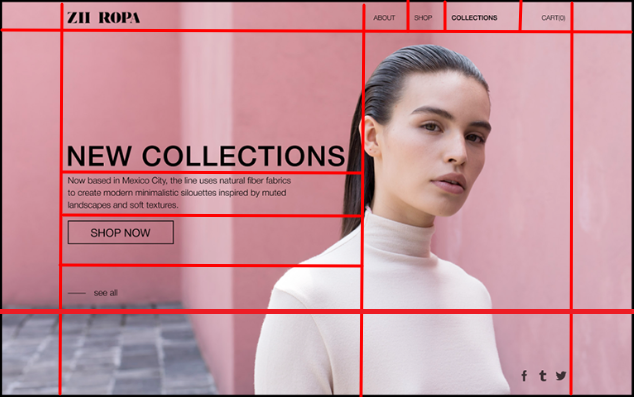 ZII ROPA
ABOUT
SHOP
COLLECTIONS
CART(0)
NEW COLLECTIONS
Now based in Mexico City, the line uses natural fiber fabrics
to create modern minimalistic silouettes inspired by muted
landscapes and soft textures.
SHOP NOW
see all